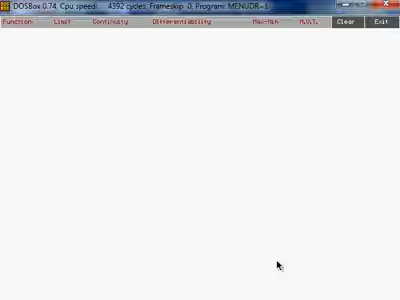 DOSBox 0.74, Cpu speed: 4392 cycles, Frameskip 0, Program: MENUDR~1
Function Limit Continuity Differentiability Max-Min M.V.T. Clear Exit